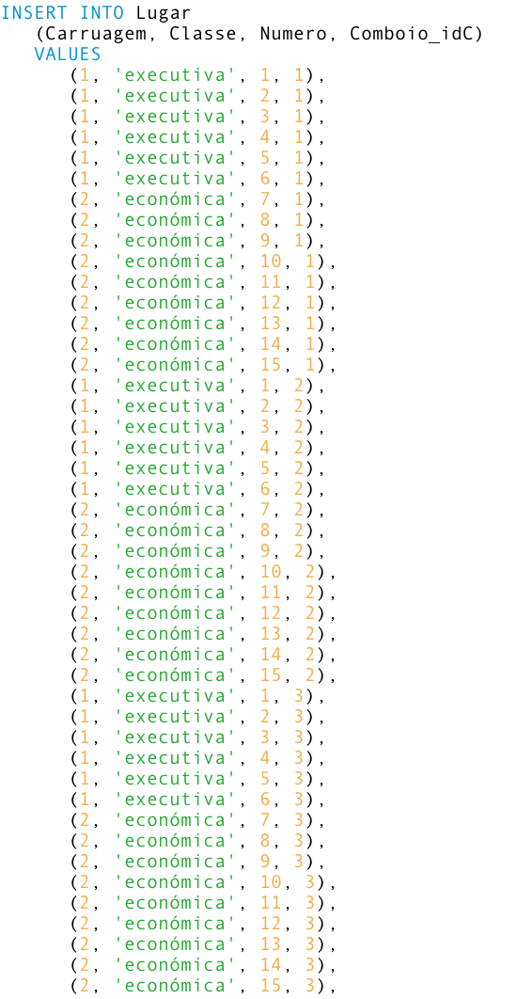 INSERT INTO Lugar
(Carruagem, Classe, Numero, Comboio_idC)
VALUES
(1, 'executiva', 1, 1),
(1, 'executiva', 2, 1),
(1, 'executiva', 3, 1),
(1, 'executiva', 4, 1),
(1, 'executiva', 5, 1),
(1, 'executiva', 6, 1),
(2, 'económica', 7, 1),
(2, 'económica', 8, 1),
(2, 'económica', 9, 1),
(2, 'económica', 10, 1),
(2, 'económica', 11, 1),
(2, 'económica', 12, 1),
(2, 'económica', 13, 1),
(2, 'económica', 14, 1),
(2, 'económica', 15, 1),
(1, 'executiva', 1, 2),
(1, 'executiva', 2, 2),
(1, 'executiva', 3, 2),
(1, 'executiva', 4, 2),
(1, 'executiva', 5, 2),
(1, 'executiva', 6, 2),
(2, 'económica', 7, 2),
(2, 'económica', 8, 2),
(2, 'económica', 9, 2),
(2, 'económica', 10, 2),
(2, 'económica', 11, 2),
(2, 'económica', 12, 2),
(2, 'económica', 13, 2),
(2, 'económica', 14, 2),
(2, 'económica', 15, 2),
(1, 'executiva', 1, 3),
(1, 'executiva', 2, 3),
(1, 'executiva', 3, 3),
(1, 'executiva', 4, 3),
(1, 'executiva', 5, 3),
(1, 'executiva', 6, 3),
(2, 'económica', 7, 3),
(2, 'económica', 8, 3),
(2, 'económica', 9, 3),
(2, 'económica', 10, 3),
(2, 'económica', 11, 3),
(2, 'económica', 12, 3),
(2, 'económica', 13, 3),
(2, 'económica', 14, 3),
(2, 'económica', 15, 3),